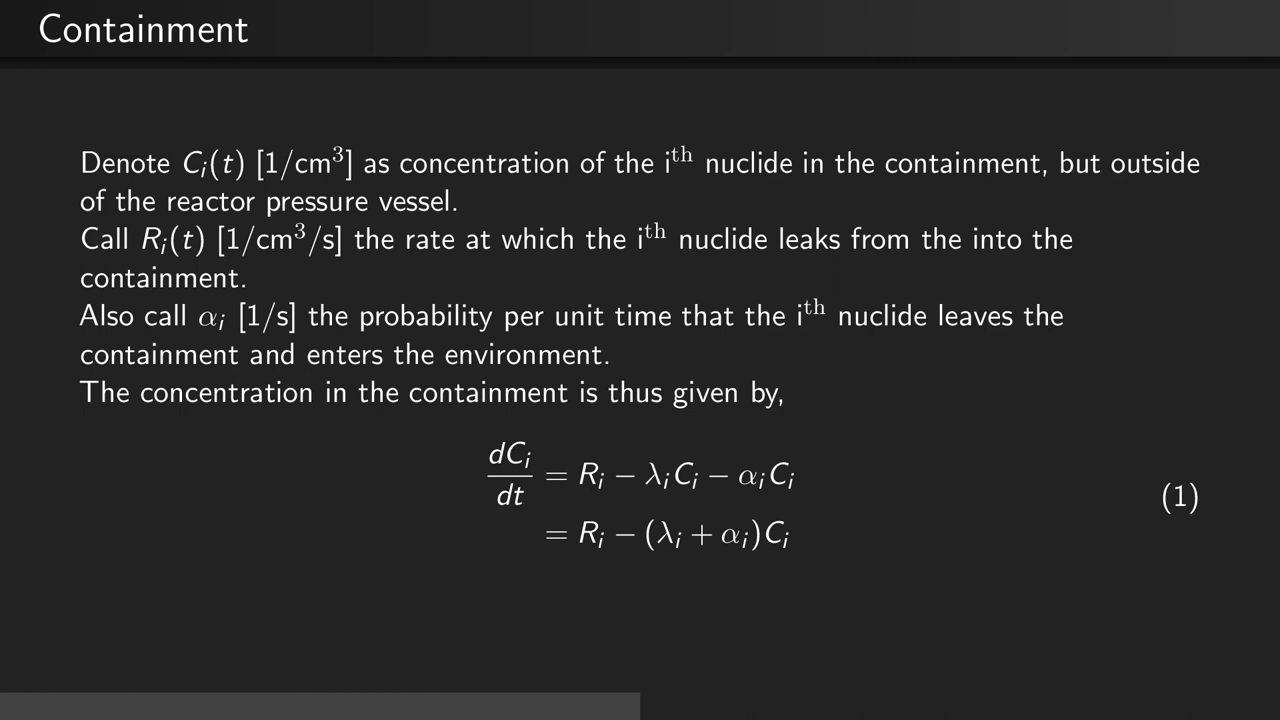 Containment
Denote Cᵢ(t) [1/cm³] as concentration of the iᵗʰ nuclide in the containment, but outside
of the reactor pressure vessel.
Call Rᵢ(t) [1/cm³/s] the rate at which the iᵗʰ nuclide leaks from the into the
containment.
Also call αᵢ [1/s] the probability per unit time that the iᵗʰ nuclide leaves the
containment and enters the environment.
The concentration in the containment is thus given by,
dCᵢ/dt = Rᵢ − λᵢCᵢ − αᵢCᵢ
= Rᵢ − (λᵢ + αᵢ)Cᵢ
(1)